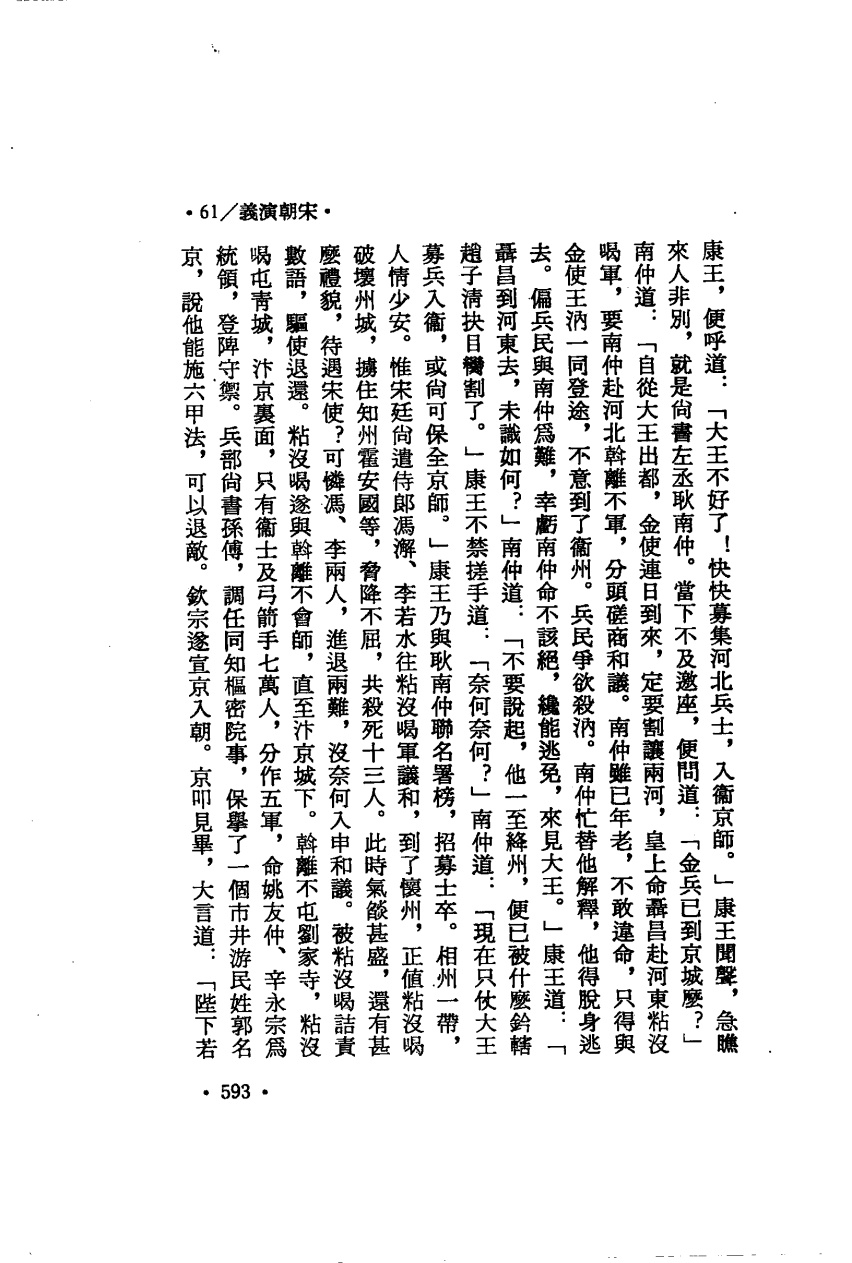 •61／義演朝宋•
康王，便呼道：「大王不好了！快快募集河北兵士，入衞京師。」康王聞聲，急瞧
來人非別，就是尙書左丞耿南仲。當下不及邀座，便問道：「金兵已到京城麼？」
南仲道：「自從大王出都，金使連日到來，定要割讓兩河，皇上命聶昌赴河東粘沒
喝軍，要南仲赴河北斡離不軍，分頭磋商和議。南仲雖已年老，不敢違命，只得與
金使王汭一同登途，不意到了衞州。兵民爭欲殺汭。南仲忙替他解釋，他得脫身逃
去。偏兵民與南仲爲難，幸虧南仲命不該絕，纔能逃免，來見大王。」康王道：「
聶昌到河東去，未識如何？」南仲道：「不要說起，他一至絳州，便已被什麼鈐轄
趙子清抉目臠割了。」康王不禁搓手道：「奈何奈何？」南仲道：「現在只仗大王
募兵入衞，或尙可保全京師。」康王乃與耿南仲聯名署榜，招募士卒。相州一帶，
人情少安。惟宋廷尙遣侍郎馮澥、李若水往粘沒喝軍議和，到了懷州，正值粘沒喝
破壞州城，擄住知州霍安國等，脅降不屈，共殺死十三人。此時氣燄甚盛，還有甚
麼禮貌，待遇宋使？可憐馮、李兩人，進退兩難，沒奈何入申和議。被粘沒喝詰責
數語，驅使退還。粘沒喝遂與斡離不會師，直至汴京城下。斡離不屯劉家寺，粘沒
喝屯青城，汴京裏面，只有衞士及弓箭手七萬人，分作五軍，命姚友仲、辛永宗爲
統領，登陴守禦。兵部尙書孫傅，調任同知樞密院事，保擧了一個市井游民姓郭名
京，說他能施六甲法，可以退敵。欽宗遂宣京入朝。京叩見畢，大言道：「陛下若
•593•